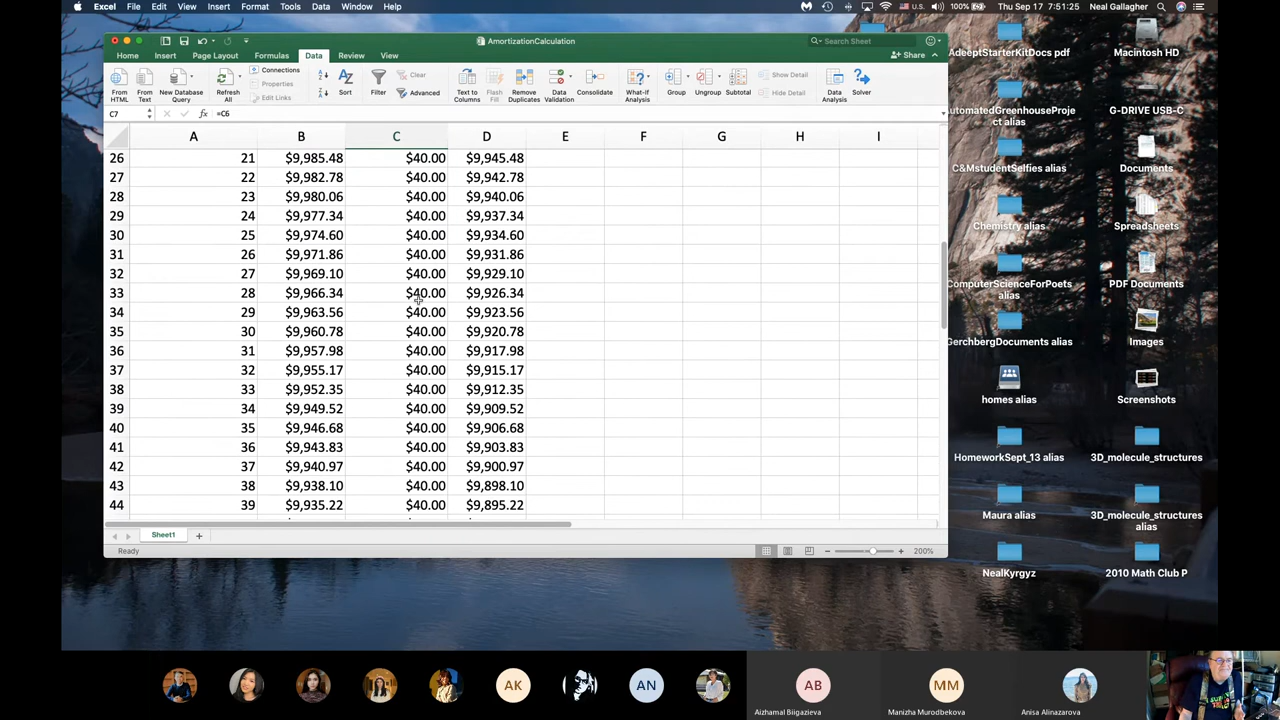 Excel File Edit View Insert Format Tools Data Window Help
U.S. 100% Thu Sep 17 7:51:25 Neal Gallagher
AmortizationCalculation
Search Sheet
Home Insert Page Layout Formulas Data Review View
Share
From HTML
From Text
New Database Query
Refresh All
Connections
Properties
Edit Links
Sort
Filter
Clear
Advanced
Text to Columns
Flash Fill
Remove Duplicates
Data Validation
Consolidate
What-If Analysis
Group
Ungroup
Subtotal
Show Detail
Hide Detail
Data Analysis
Solver
C7 fx =C6
A B C D E F G H I
26 21 $9,985.48 $40.00 $9,945.48
27 22 $9,982.78 $40.00 $9,942.78
28 23 $9,980.06 $40.00 $9,940.06
29 24 $9,977.34 $40.00 $9,937.34
30 25 $9,974.60 $40.00 $9,934.60
31 26 $9,971.86 $40.00 $9,931.86
32 27 $9,969.10 $40.00 $9,929.10
33 28 $9,966.34 $40.00 $9,926.34
34 29 $9,963.56 $40.00 $9,923.56
35 30 $9,960.78 $40.00 $9,920.78
36 31 $9,957.98 $40.00 $9,917.98
37 32 $9,955.17 $40.00 $9,915.17
38 33 $9,952.35 $40.00 $9,912.35
39 34 $9,949.52 $40.00 $9,909.52
40 35 $9,946.68 $40.00 $9,906.68
41 36 $9,943.83 $40.00 $9,903.83
42 37 $9,940.97 $40.00 $9,900.97
43 38 $9,938.10 $40.00 $9,898.10
44 39 $9,935.22 $40.00 $9,895.22
Sheet1
Ready
200%
AdeeptStarterKitDocs pdf
Macintosh HD
AutomatedGreenhouseProje
ct alias
G-DRIVE USB-C
C&MstudentSelfies alias
Documents
Chemistry alias
Spreadsheets
ComputerScienceForPoets
alias
PDF Documents
GerchbergDocuments alias
Images
homes alias
Screenshots
HomeworkSept_13 alias
3D_molecule_structures
Maura alias
3D_molecule_structures
alias
NealKyrgyz
2010 Math Club P
AK
AN
AB
MM
Aizhamal Biigazieva
Manizha Murodbekova
Anisa Alinazarova